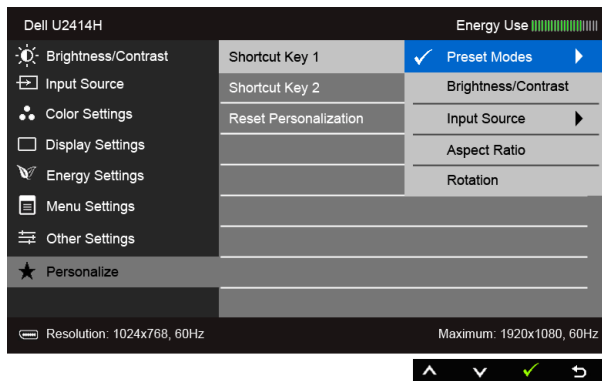 Dell U2414H Energy Use
Brightness/Contrast Shortcut Key 1 Preset Modes
Input Source Shortcut Key 2 Brightness/Contrast
Color Settings Reset Personalization Input Source
Display Settings Aspect Ratio
Energy Settings Rotation
Menu Settings
Other Settings
Personalize
Resolution: 1024x768, 60Hz Maximum: 1920x1080, 60Hz